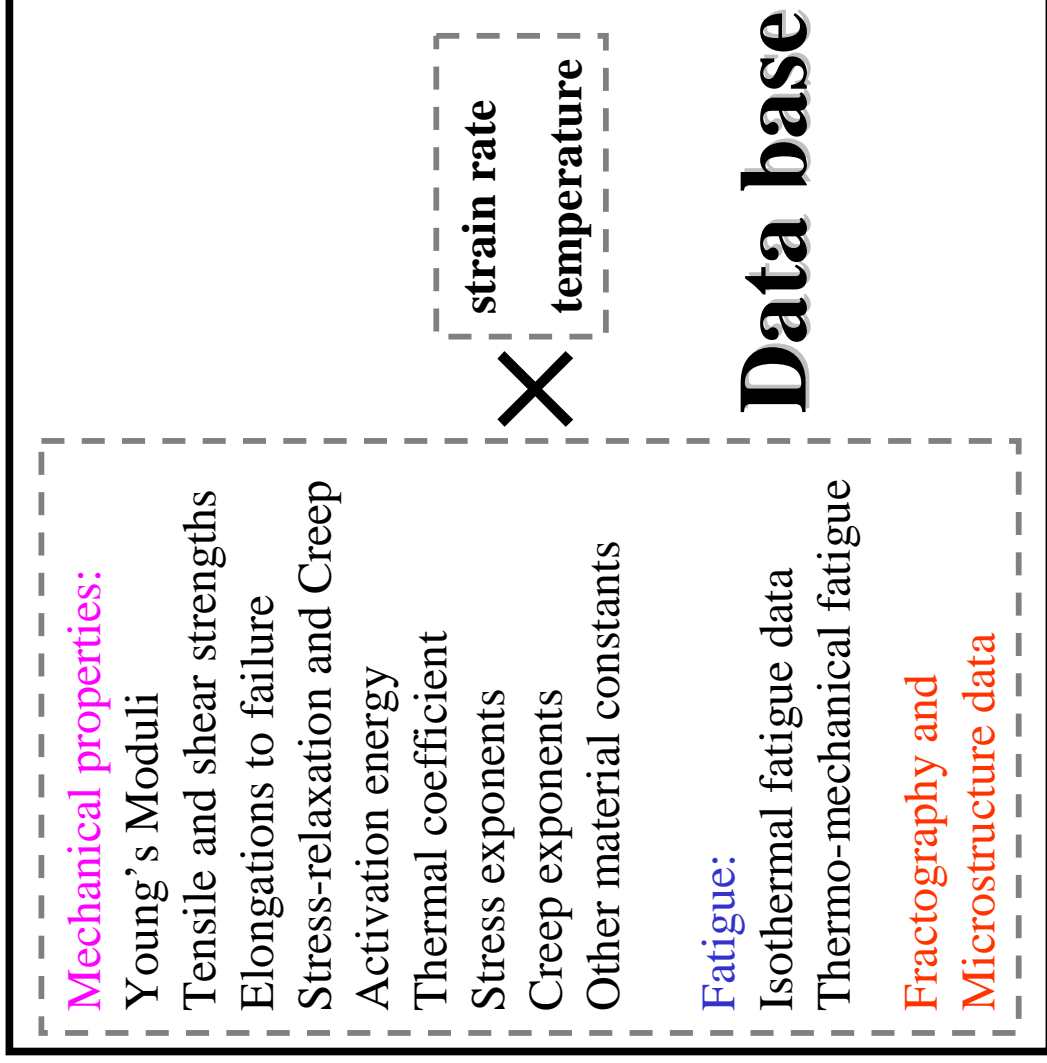 Mechanical properties:
Young's Moduli
Tensile and shear strengths
Elongations to failure
Stress-relaxation and Creep
Activation energy
Thermal coefficient
Stress exponents
Creep exponents
Other material constants
Fatigue:
Isothermal fatigue data
Thermo-mechanical fatigue
Fractography and
Microstructure data
×
strain rate
temperature
Data base